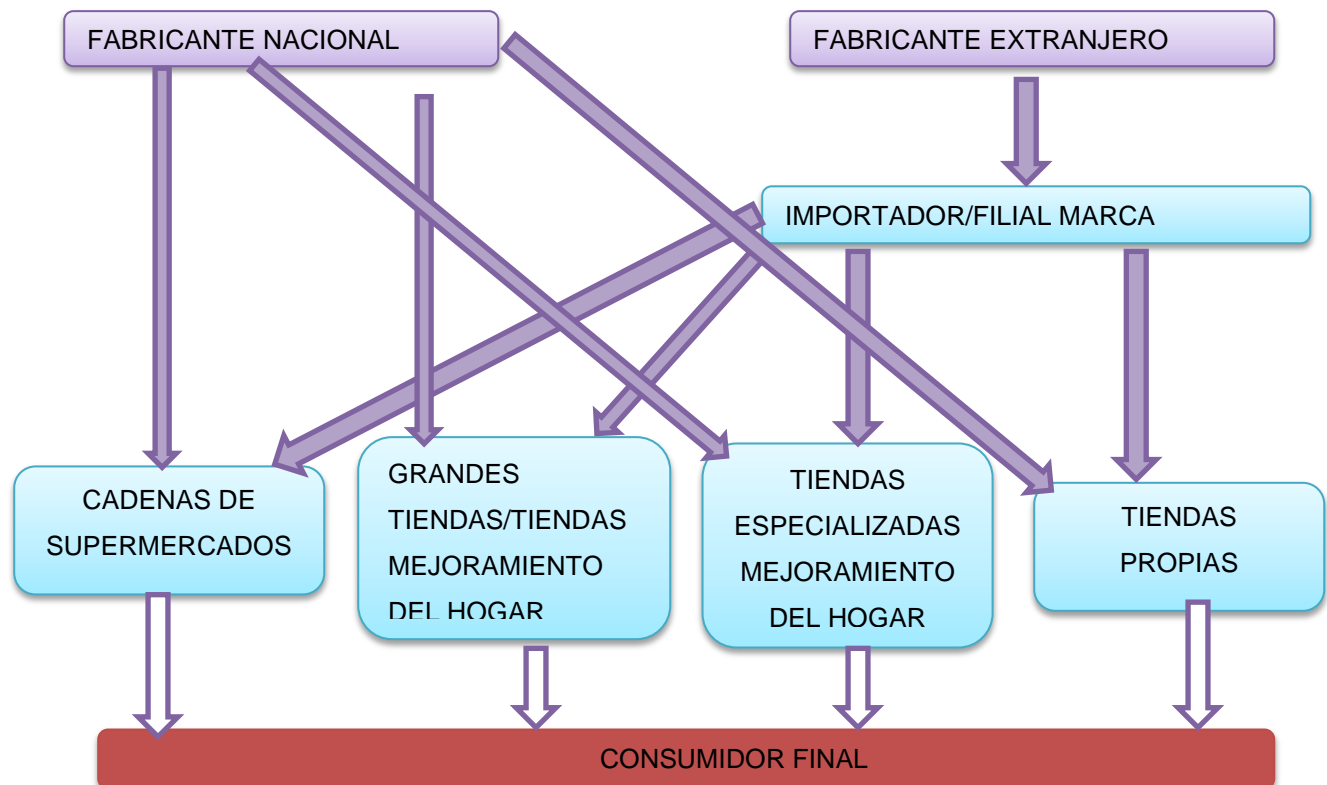 FABRICANTE NACIONAL
FABRICANTE EXTRANJERO
IMPORTADOR/FILIAL MARCA
CADENAS DE
SUPERMERCADOS
GRANDES
TIENDAS/TIENDAS
MEJORAMIENTO
DEL HOGAR
TIENDAS
ESPECIALIZADAS
MEJORAMIENTO
DEL HOGAR
TIENDAS
PROPIAS
CONSUMIDOR FINAL